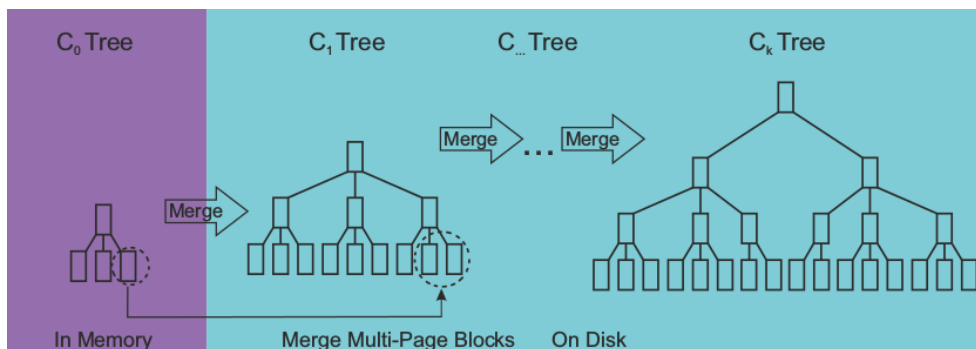 C₀ Tree
C₁ Tree
C... Tree
Cₖ Tree
Merge
Merge
...
Merge
In Memory
Merge Multi-Page Blocks
On Disk